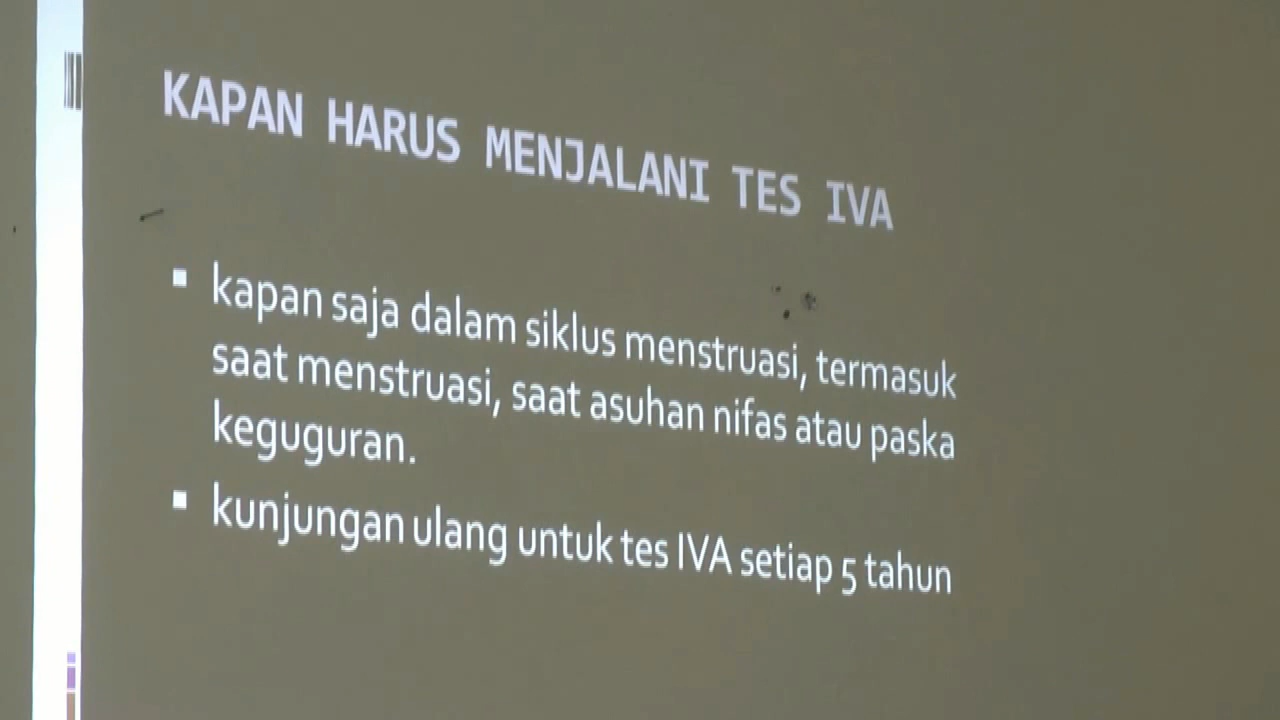 KAPAN HARUS MENJALANI TES IVA
kapan saja dalam siklus menstruasi, termasuk
saat menstruasi, saat asuhan nifas atau paska
keguguran.
kunjungan ulang untuk tes IVA setiap 5 tahun